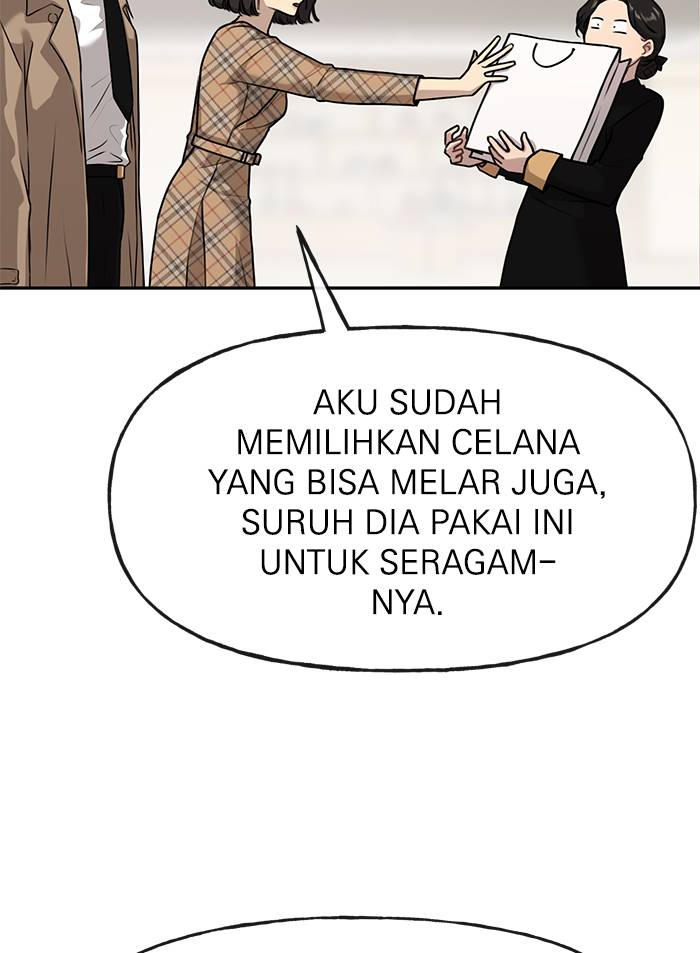 AKU SUDAH
MEMILIHKAN CELANA
YANG BISA MELAR JUGA,
SURUH DIA PAKAI INI
UNTUK SERAGAM-
NYA.